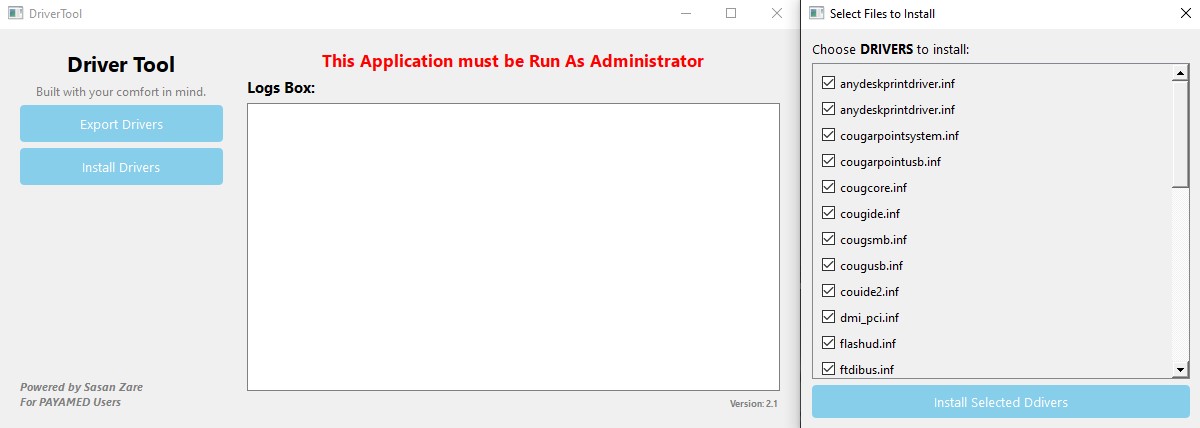 DriverTool
Driver Tool
Built with your comfort in mind.
Export Drivers
Install Drivers
Powered by Sasan Zare
For PAYAMED Users
This Application must be Run As Administrator
Logs Box:
Version: 2.1
Select Files to Install
Choose DRIVERS to install:
anydeskprintdriver.inf
anydeskprintdriver.inf
cougarpointsystem.inf
cougarpointusb.inf
cougcore.inf
cougide.inf
cougsmb.inf
cougusb.inf
couide2.inf
dmi_pci.inf
flashud.inf
ftdibus.inf
Install Selected Ddivers